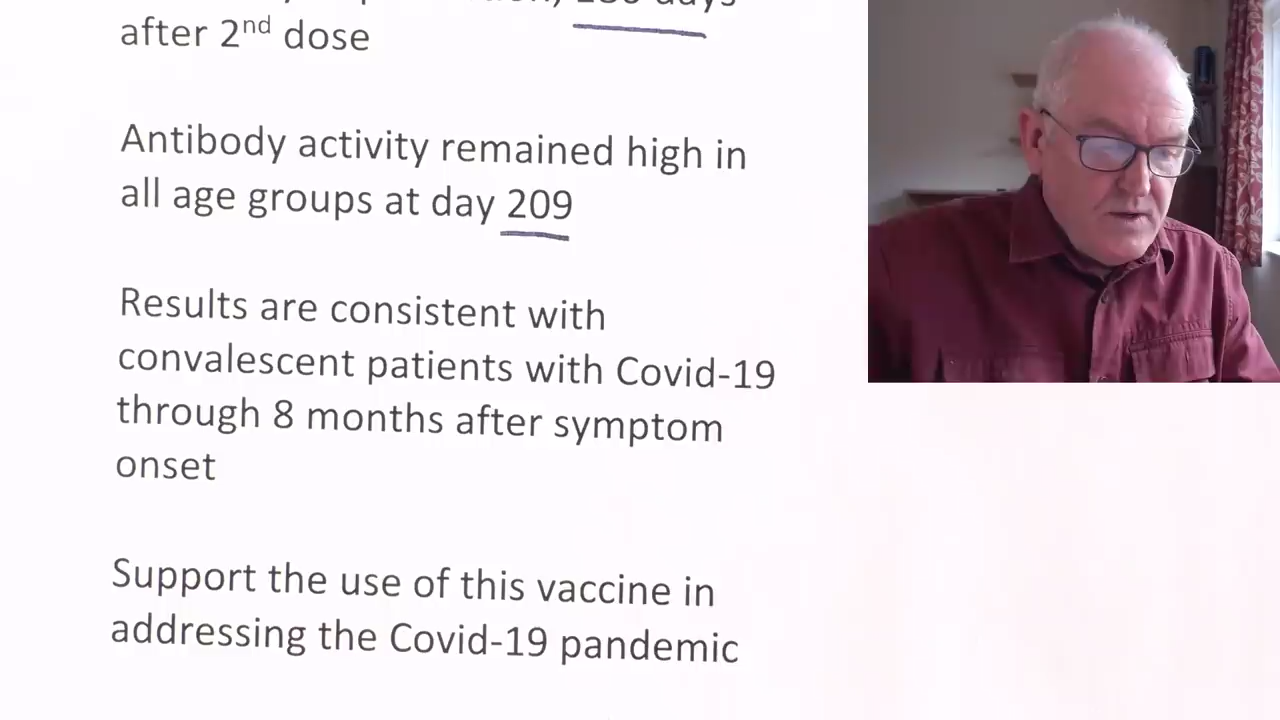 days
after 2nd dose
Antibody activity remained high in
all age groups at day 209
Results are consistent with
convalescent patients with Covid-19
through 8 months after symptom
onset
Support the use of this vaccine in
addressing the Covid-19 pandemic